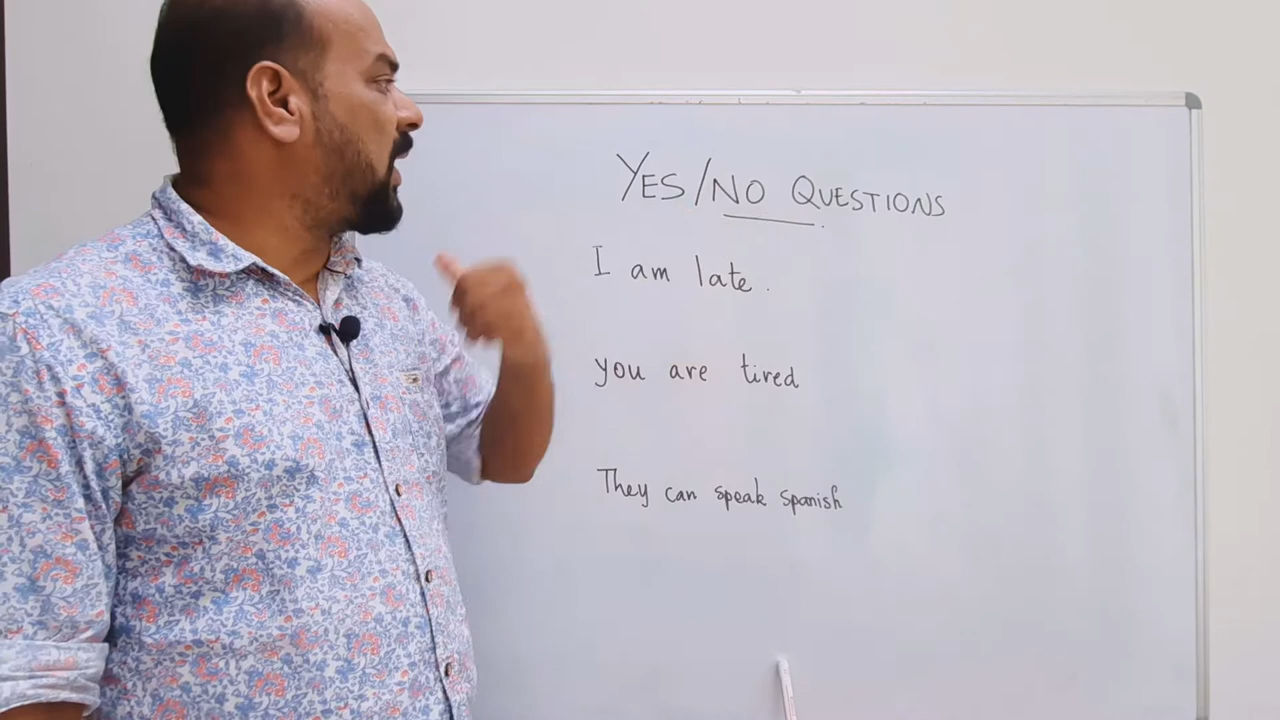 YES/NO QUESTIONS
I am late.
you are tired
They can speak spanish